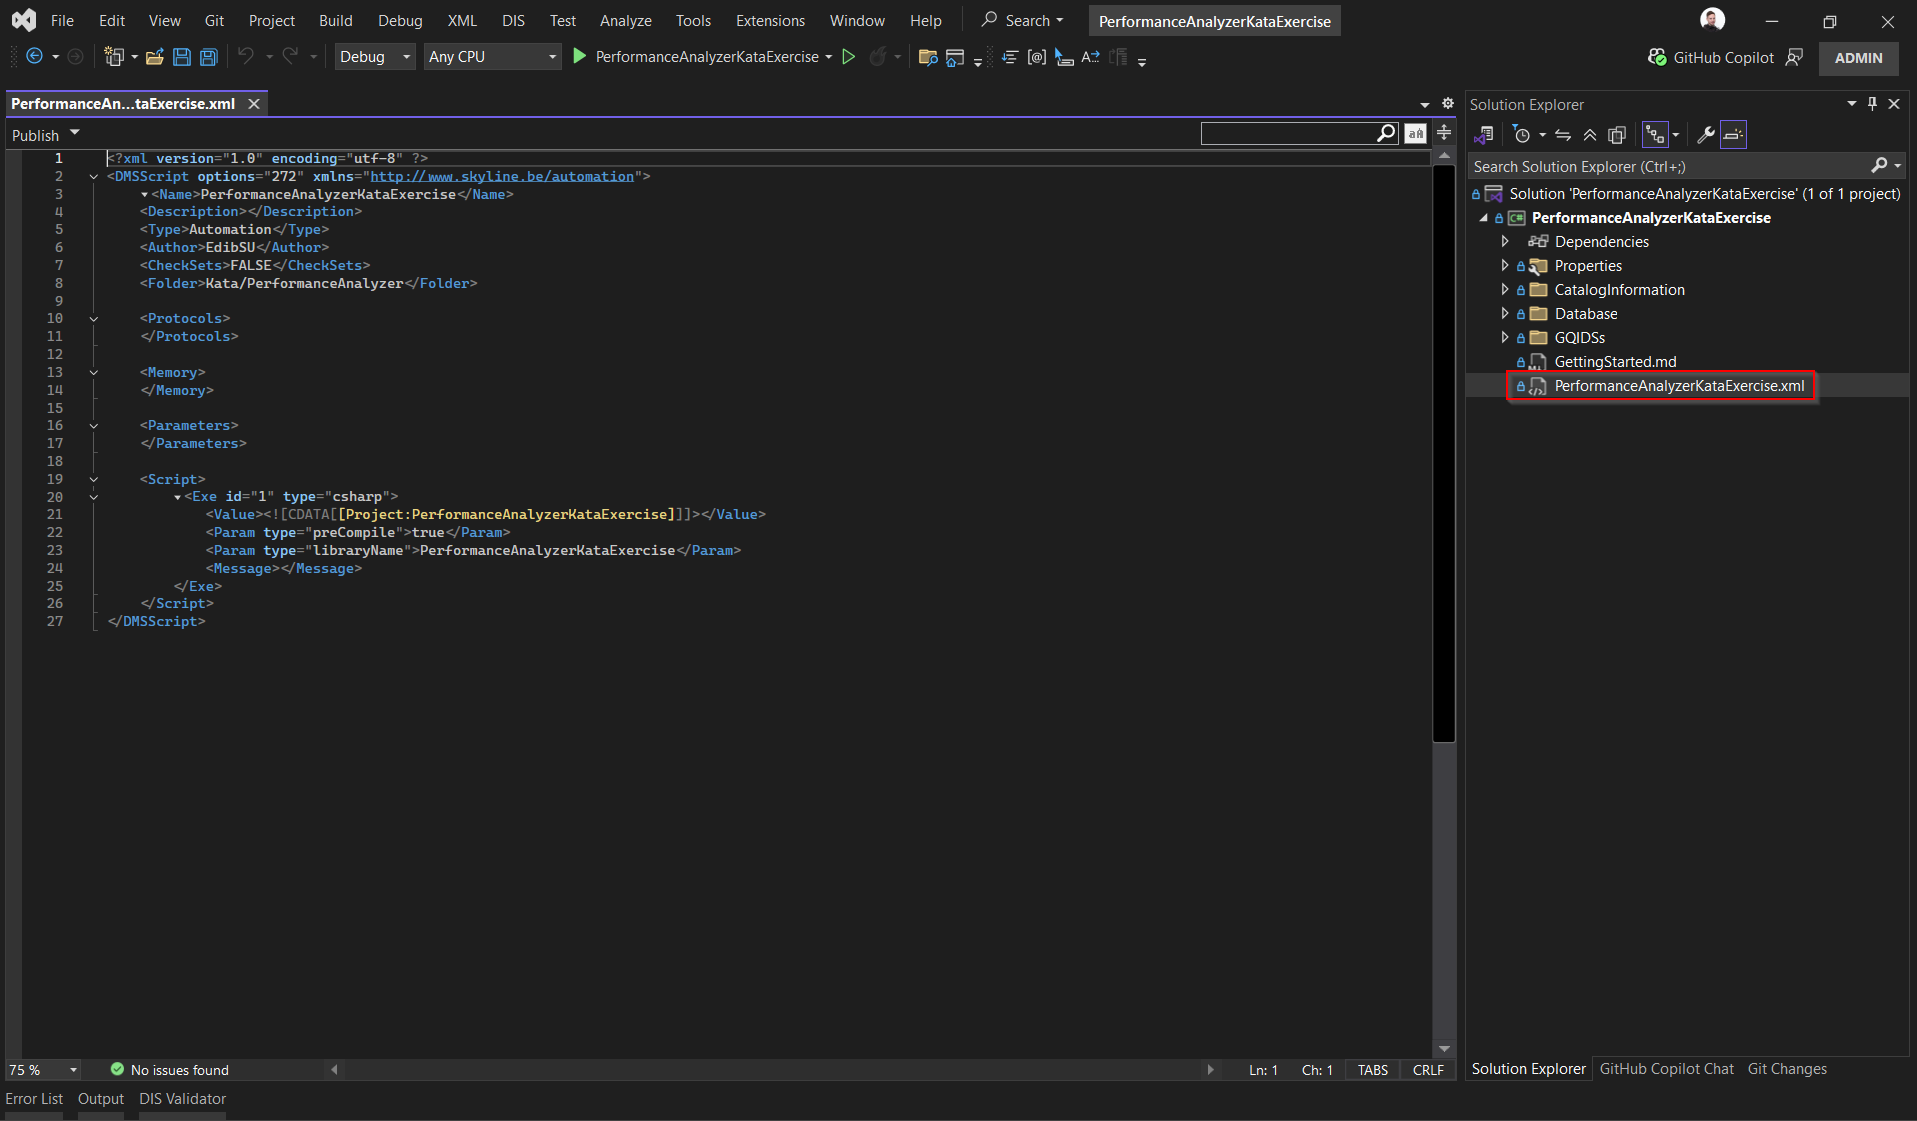 File Edit View Git Project Build Debug XML DIS Test Analyze Tools Extensions Window Help Search PerformanceAnalyzerKataExercise
Debug Any CPU PerformanceAnalyzerKataExercise GitHub Copilot ADMIN
PerformanceAn...taExercise.xml
Publish
1 <?xml version="1.0" encoding="utf-8" ?>
2 <DMSScript options="272" xmlns="http://www.skyline.be/automation">
3 <Name>PerformanceAnalyzerKataExercise</Name>
4 <Description></Description>
5 <Type>Automation</Type>
6 <Author>EdibSU</Author>
7 <CheckSets>FALSE</CheckSets>
8 <Folder>Kata/PerformanceAnalyzer</Folder>
9
10 <Protocols>
11 </Protocols>
12
13 <Memory>
14 </Memory>
15
16 <Parameters>
17 </Parameters>
18
19 <Script>
20 <Exe id="1" type="csharp">
21 <Value><![CDATA[[Project:PerformanceAnalyzerKataExercise]]]></Value>
22 <Param type="preCompile">true</Param>
23 <Param type="libraryName">PerformanceAnalyzerKataExercise</Param>
24 <Message></Message>
25 </Exe>
26 </Script>
27 </DMSScript>
75 % No issues found Ln: 1 Ch: 1 TABS CRLF
Error List Output DIS Validator
Solution Explorer
Search Solution Explorer (Ctrl+;)
Solution 'PerformanceAnalyzerKataExercise' (1 of 1 project)
C# PerformanceAnalyzerKataExercise
Dependencies
Properties
CatalogInformation
Database
GQIDSs
GettingStarted.md
PerformanceAnalyzerKataExercise.xml
Solution Explorer GitHub Copilot Chat Git Changes